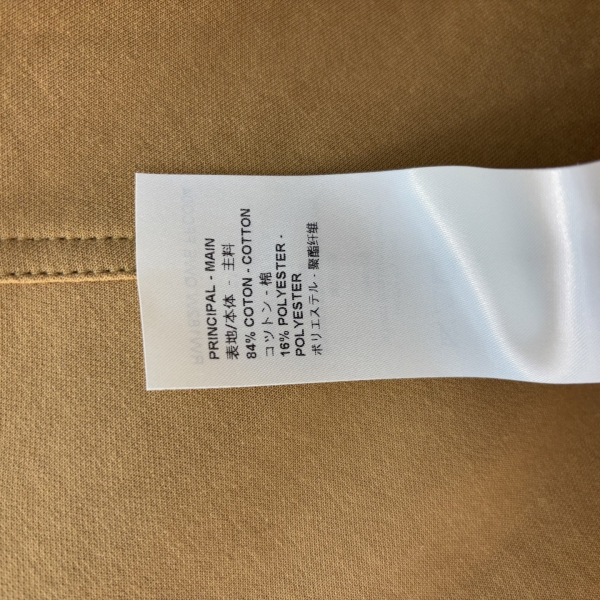 PRINCIPAL - MAIN
表地/本体 - 主料
84% COTON - COTTON
コットン - 棉
16% POLYESTER -
POLYESTER
ポリエステル - 聚酯纤维